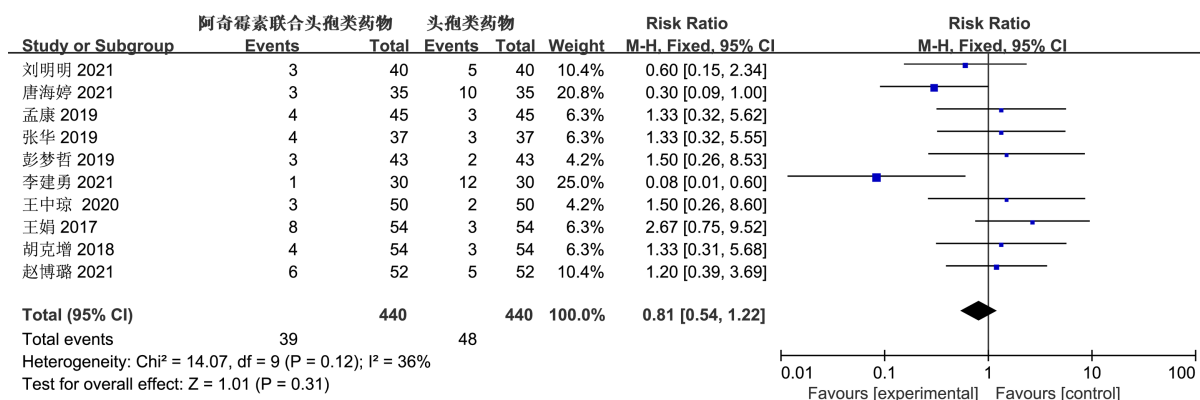 阿奇霉素联合头孢类药物 头孢类药物 Risk Ratio Risk Ratio
Study or Subgroup Events Total Events Total Weight M-H, Fixed, 95% CI M-H, Fixed, 95% CI
刘明明 2021 3 40 5 40 10.4% 0.60 [0.15, 2.34]
唐海婷 2021 3 35 10 35 20.8% 0.30 [0.09, 1.00]
孟康 2019 4 45 3 45 6.3% 1.33 [0.32, 5.62]
张华 2019 4 37 3 37 6.3% 1.33 [0.32, 5.55]
彭梦哲 2019 3 43 2 43 4.2% 1.50 [0.26, 8.53]
李建勇 2021 1 30 12 30 25.0% 0.08 [0.01, 0.60]
王中琼 2020 3 50 2 50 4.2% 1.50 [0.26, 8.60]
王娟 2017 8 54 3 54 6.3% 2.67 [0.75, 9.52]
胡克增 2018 4 54 3 54 6.3% 1.33 [0.31, 5.68]
赵博璐 2021 6 52 5 52 10.4% 1.20 [0.39, 3.69]
Total (95% CI) 440 440 100.0% 0.81 [0.54, 1.22]
Total events 39 48
Heterogeneity: Chi² = 14.07, df = 9 (P = 0.12); I² = 36%
Test for overall effect: Z = 1.01 (P = 0.31)
0.01 0.1 1 10 100
Favours [experimental] Favours [control]